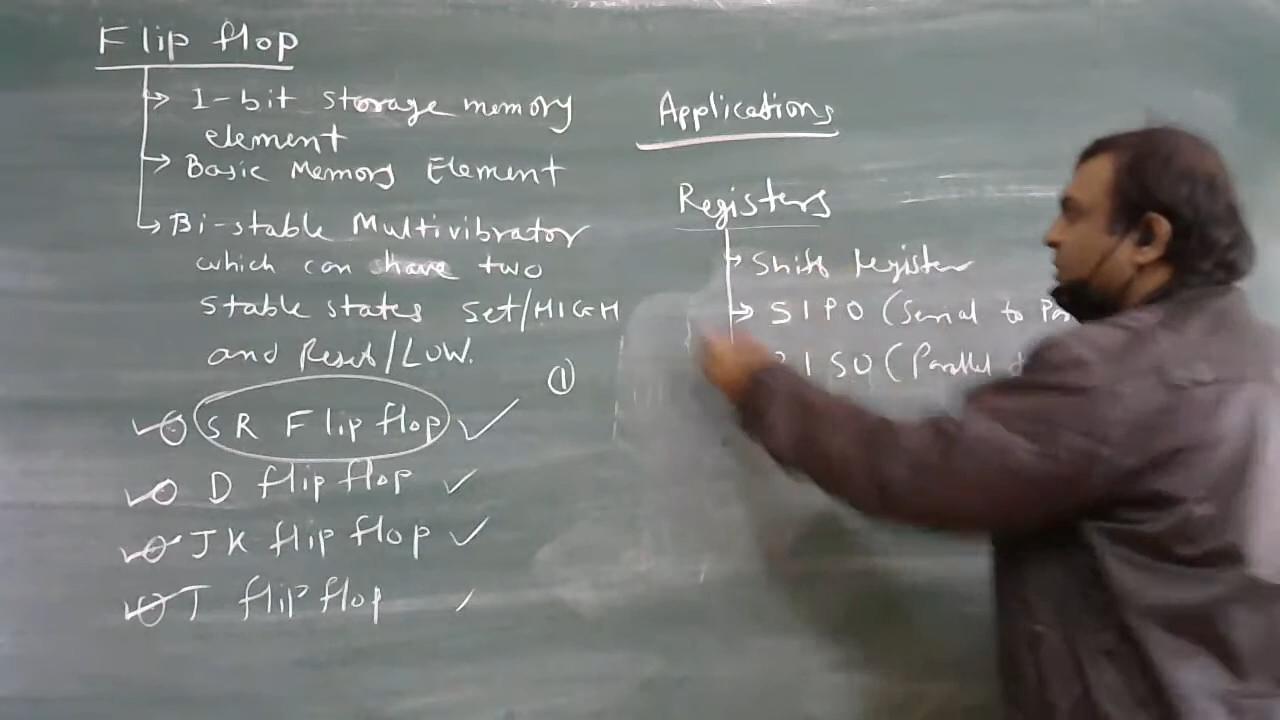 Flip flop
1-bit storage memory
element
Basic Memory Element
Bi-stable Multivibrator
which can have two
stable states set/HIGH
and Reset/LOW.
①
SR Flip flop
D flip flop
JK flip flop
T flip flop
Applications
Registers
Shift register
SIPO (Serial to
ISO (Parallel